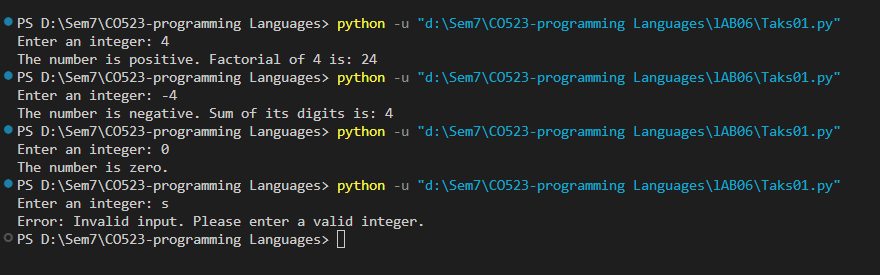 PS D:\Sem7\CO523-programming Languages> python -u "d:\Sem7\CO523-programming Languages\lAB06\Taks01.py"
Enter an integer: 4
The number is positive. Factorial of 4 is: 24
PS D:\Sem7\CO523-programming Languages> python -u "d:\Sem7\CO523-programming Languages\lAB06\Taks01.py"
Enter an integer: -4
The number is negative. Sum of its digits is: 4
PS D:\Sem7\CO523-programming Languages> python -u "d:\Sem7\CO523-programming Languages\lAB06\Taks01.py"
Enter an integer: 0
The number is zero.
PS D:\Sem7\CO523-programming Languages> python -u "d:\Sem7\CO523-programming Languages\lAB06\Taks01.py"
Enter an integer: s
Error: Invalid input. Please enter a valid integer.
PS D:\Sem7\CO523-programming Languages>